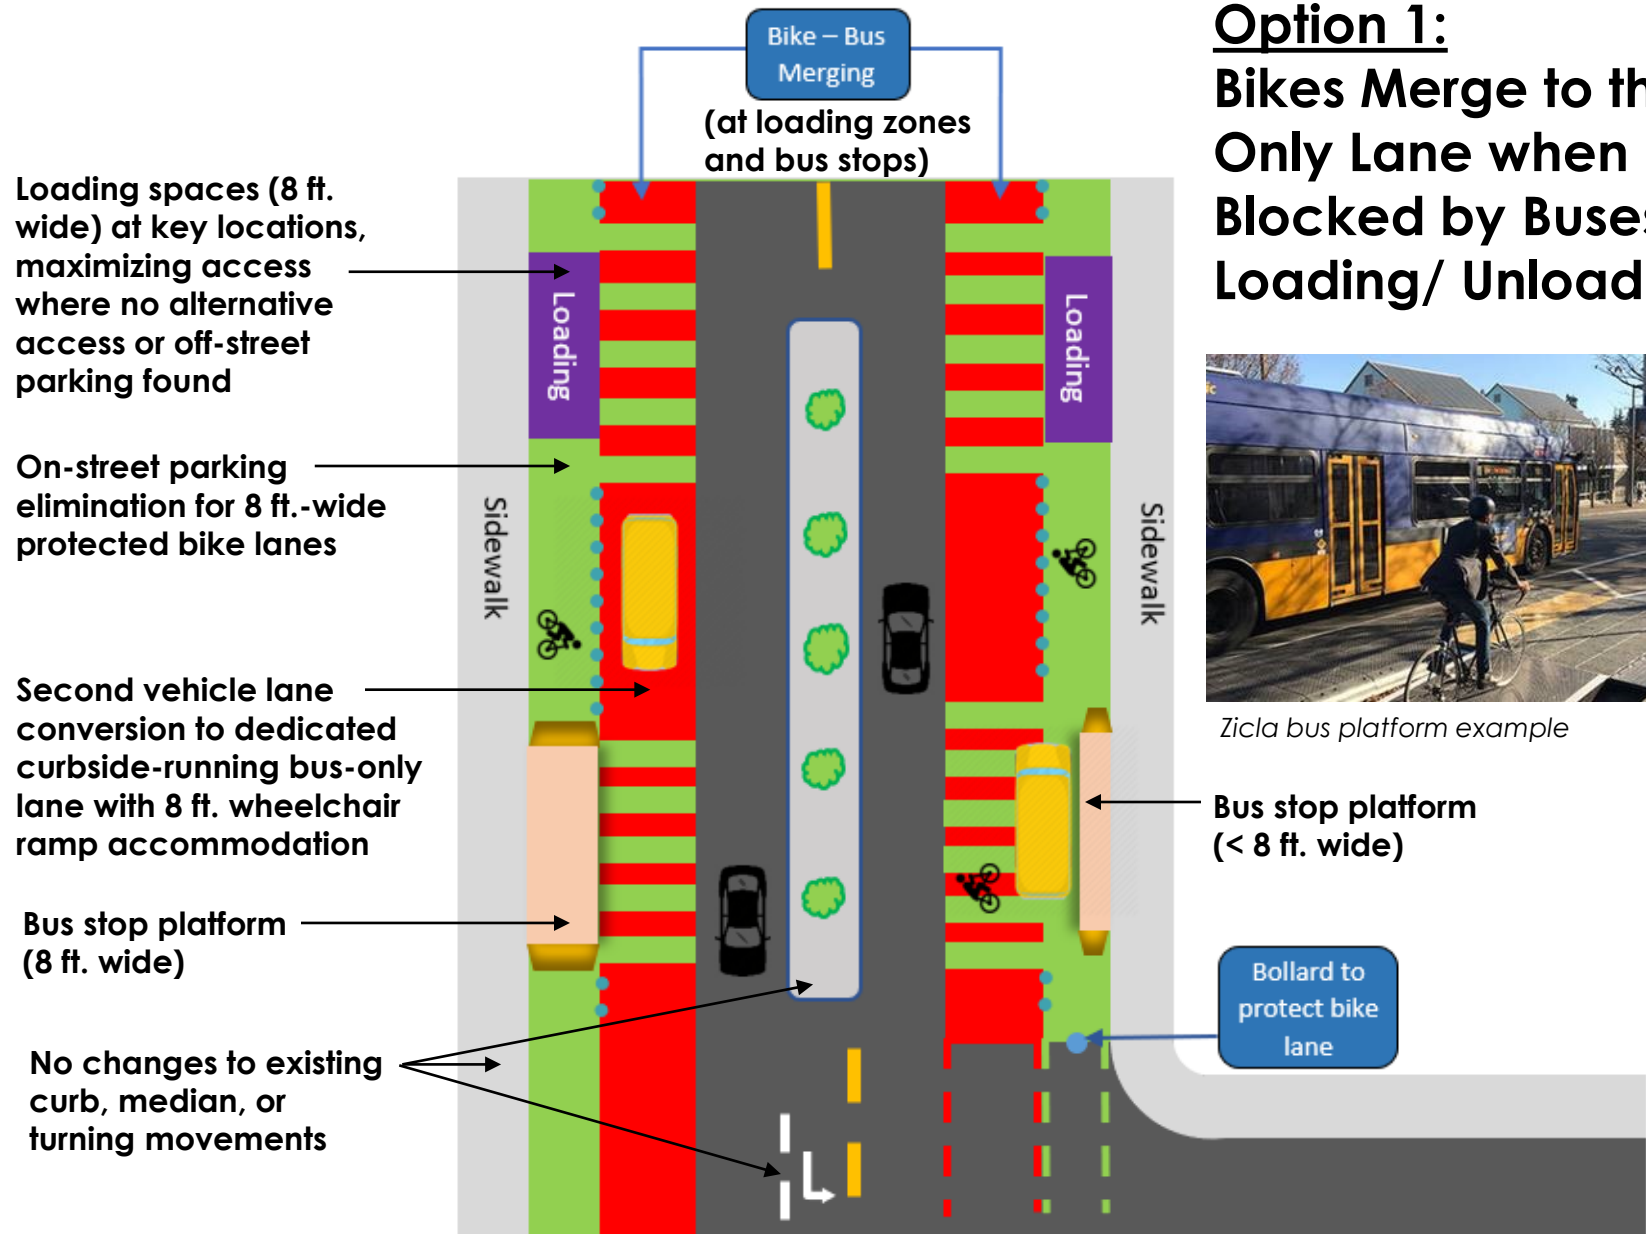 Option 1:
Bikes Merge to
Only Lane when
Blocked by Buses
Loading/ Unload
Bike – Bus
Merging
(at loading zones
and bus stops)
Loading spaces (8 ft.
wide) at key locations,
maximizing access
where no alternative
access or off-street
parking found
On-street parking
elimination for 8 ft.-wide
protected bike lanes
Second vehicle lane
conversion to dedicated
curbside-running bus-only
lane with 8 ft. wheelchair
ramp accommodation
Bus stop platform
(8 ft. wide)
No changes to existing
curb, median, or
turning movements
Loading
Loading
Sidewalk
Sidewalk
Zicla bus platform example
Bus stop platform
(< 8 ft. wide)
Bollard to
protect bike
lane